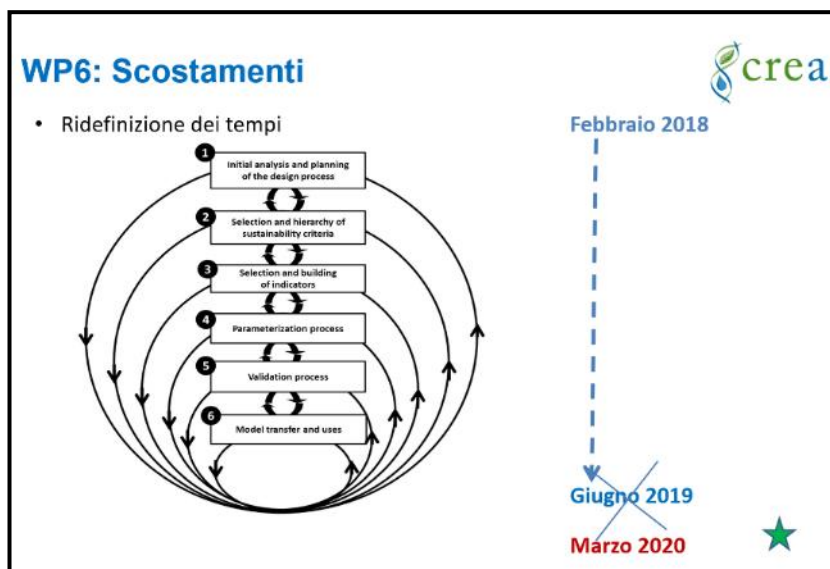 WP6: Scostamenti
crea
• Ridefinizione dei tempi
Febbraio 2018
1
Initial analysis and planning
of the design process
2
Selection and hierarchy of
sustainability criteria
3
Selection and building
of indicators
4
Parameterization process
5
Validation process
6
Model transfer and uses
Giugno 2019
Marzo 2020